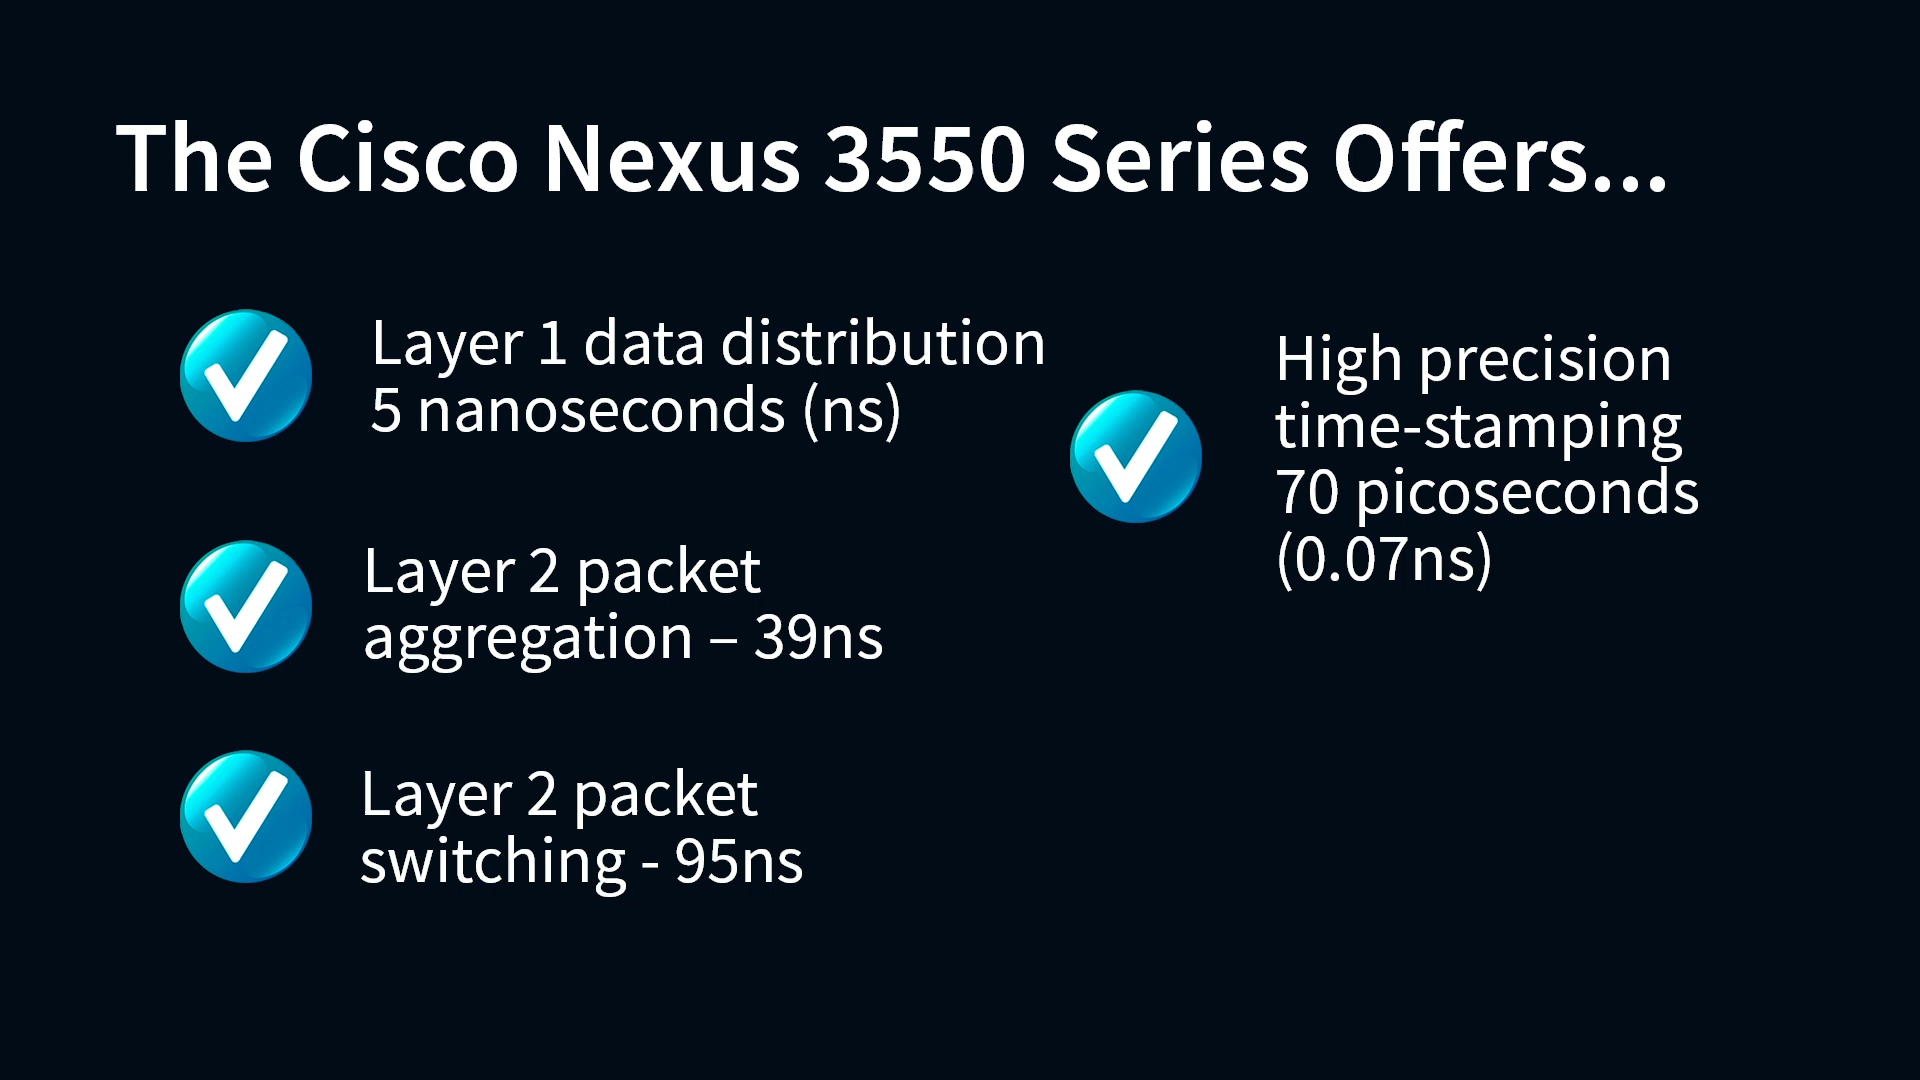 The Cisco Nexus 3550 Series Offers...
Layer 1 data distribution
5 nanoseconds (ns)
Layer 2 packet
aggregation – 39ns
Layer 2 packet
switching - 95ns
High precision
time-stamping
70 picoseconds
(0.07ns)